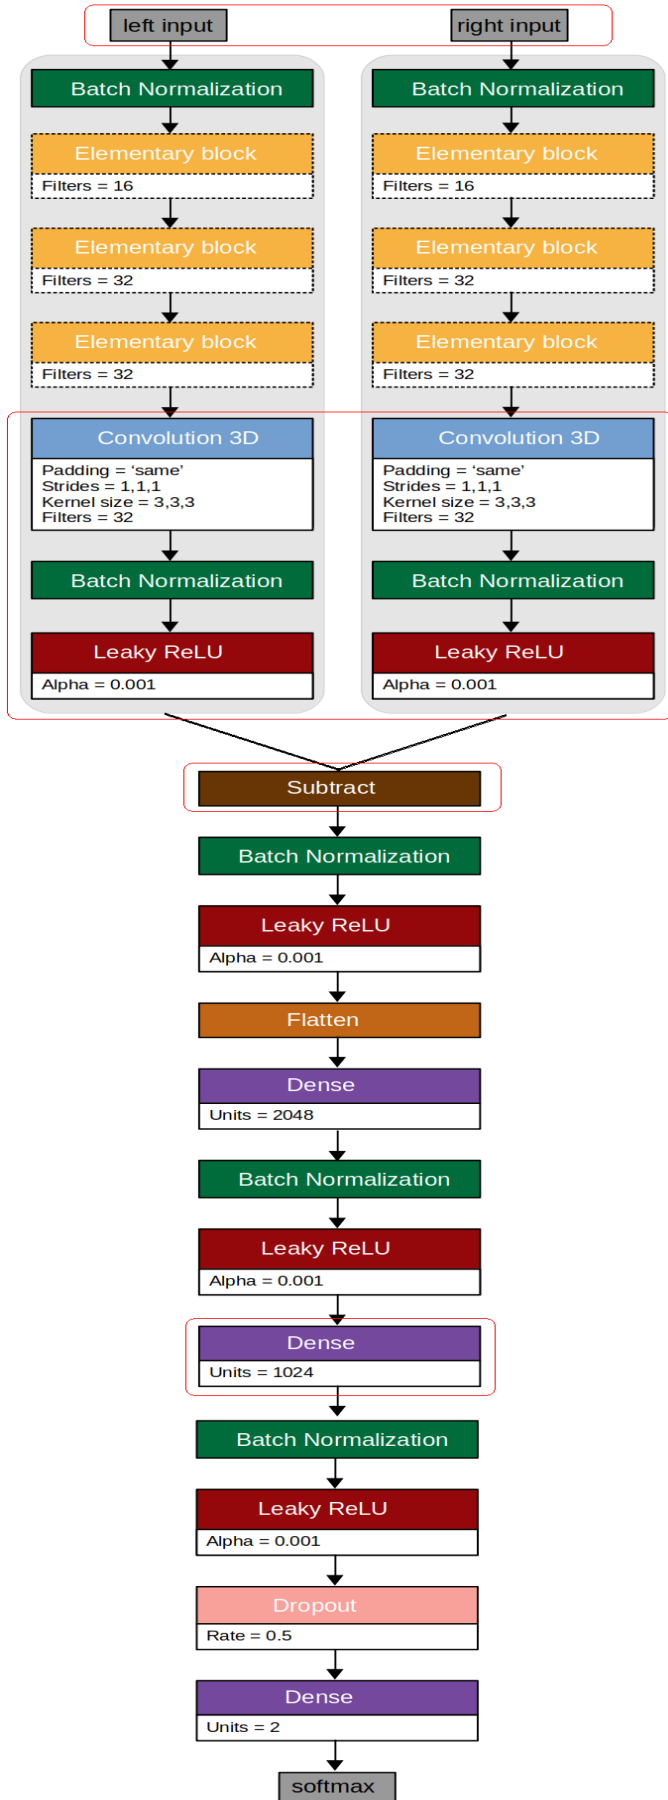 left input
right input
Batch Normalization
Batch Normalization
Elementary block
Filters = 16
Elementary block
Filters = 16
Elementary block
Filters = 32
Elementary block
Filters = 32
Elementary block
Filters = 32
Elementary block
Filters = 32
Convolution 3D
Padding = ‘same’
Strides = 1,1,1
Kernel size = 3,3,3
Filters = 32
Convolution 3D
Padding = ‘same’
Strides = 1,1,1
Kernel size = 3,3,3
Filters = 32
Batch Normalization
Batch Normalization
Leaky ReLU
Alpha = 0.001
Leaky ReLU
Alpha = 0.001
Subtract
Batch Normalization
Leaky ReLU
Alpha = 0.001
Flatten
Dense
Units = 2048
Batch Normalization
Leaky ReLU
Alpha = 0.001
Dense
Units = 1024
Batch Normalization
Leaky ReLU
Alpha = 0.001
Dropout
Rate = 0.5
Dense
Units = 2
softmax